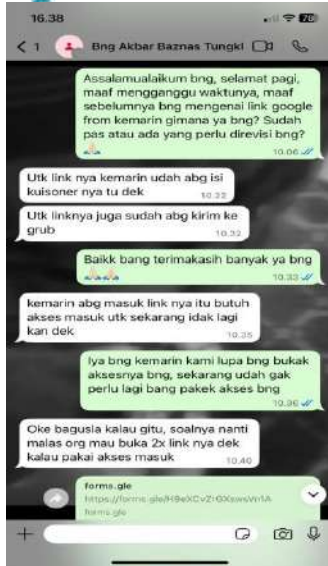 16.38
70
1
Bng Akbar Baznas Tungkl
Assalamualaikum bng, selamat pagi,
maaf mengganggu waktunya, maaf
sebelumnya bng mengenai link google
from kemarin gimana ya bng? Sudah
pas atau ada yang perlu direvisi bng?
🙏🏻
10.06
Utk link nya kemarin udah abg isi
kuisoner nya tu dek
10.32
Utk linknya juga sudah abg kirim ke
grub
10.32
Baikk bang terimakasih banyak ya bng
🙏🏻🙏🏻
10.33
kemarin abg masuk link nya itu butuh
akses masuk utk sekarang idak lagi
kan dek
10.35
Iya bng kemarin kami lupa bng bukak
aksesnya bng, sekarang udah gak
perlu lagi bang pakek akses bng
10.36
Oke bagusla kalau gitu, soalnya nanti
malas org mau buka 2x link nya dek
kalau pakai akses masuk
10.40
forms.gle
forms.gle